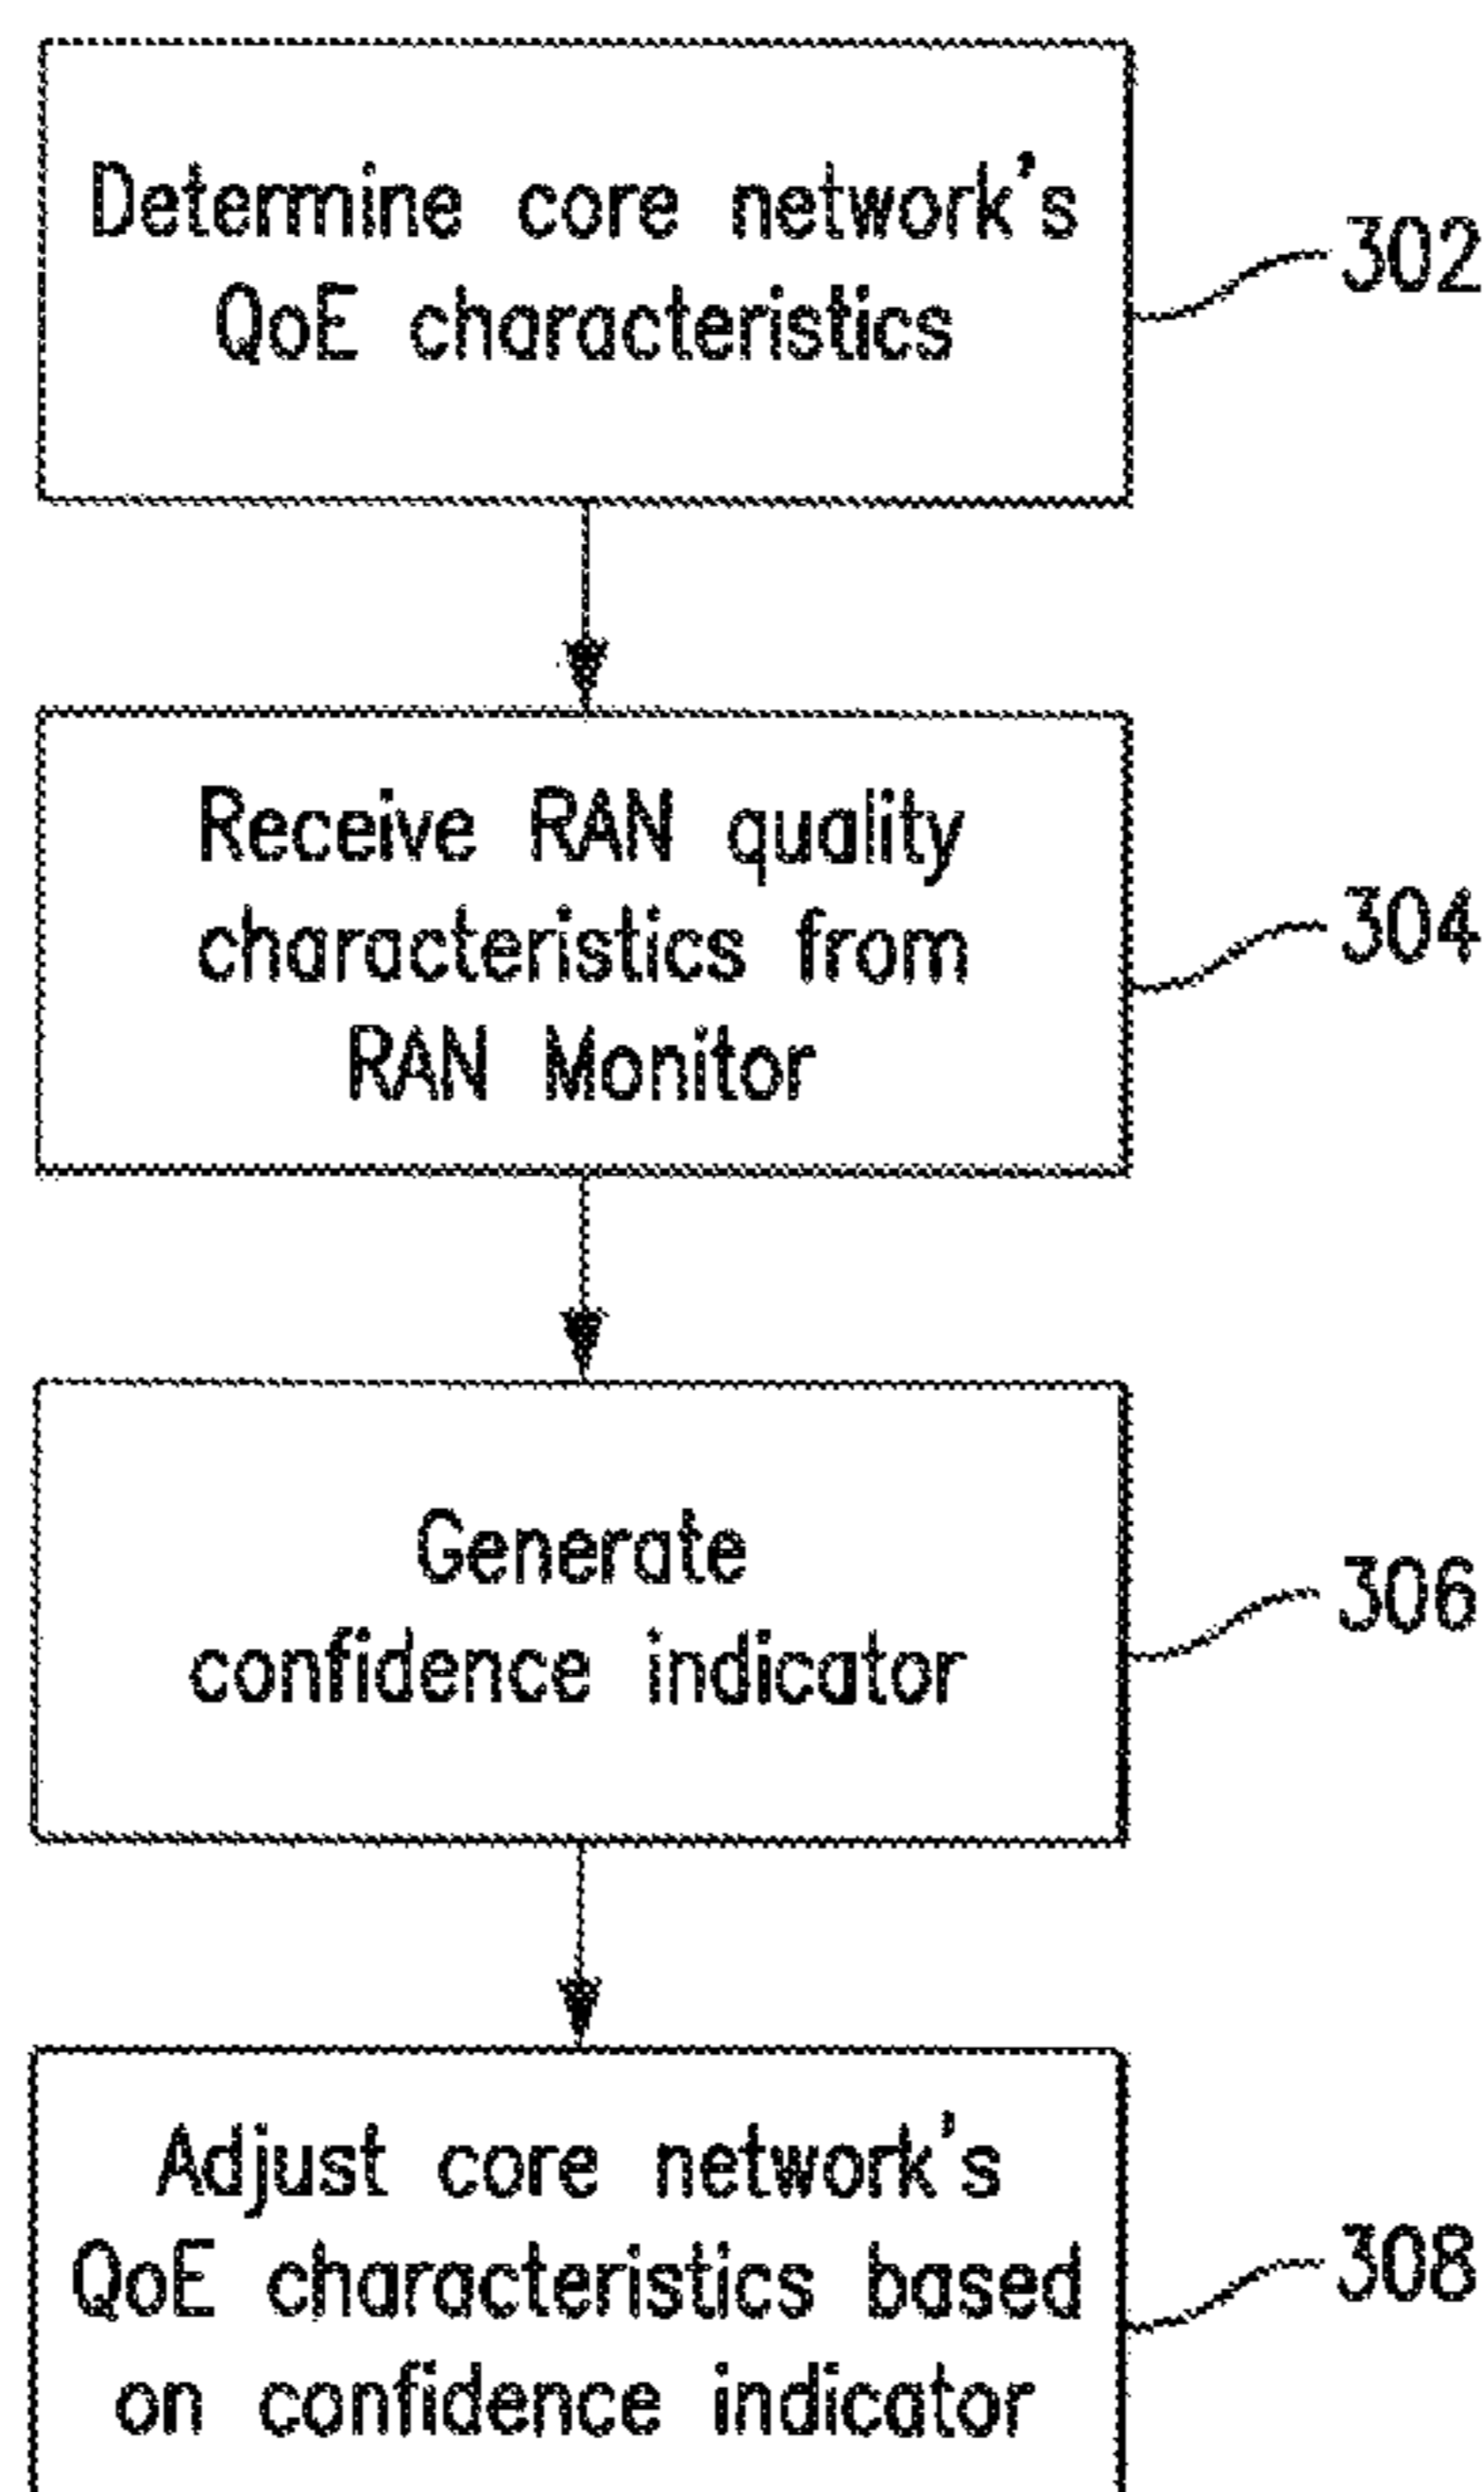 Determine core network's
QoE characteristics
302
Receive RAN quality
characteristics from
RAN Monitor
304
Generate
confidence indicator
306
Adjust core network's
QoE characteristics based
on confidence indicator
308